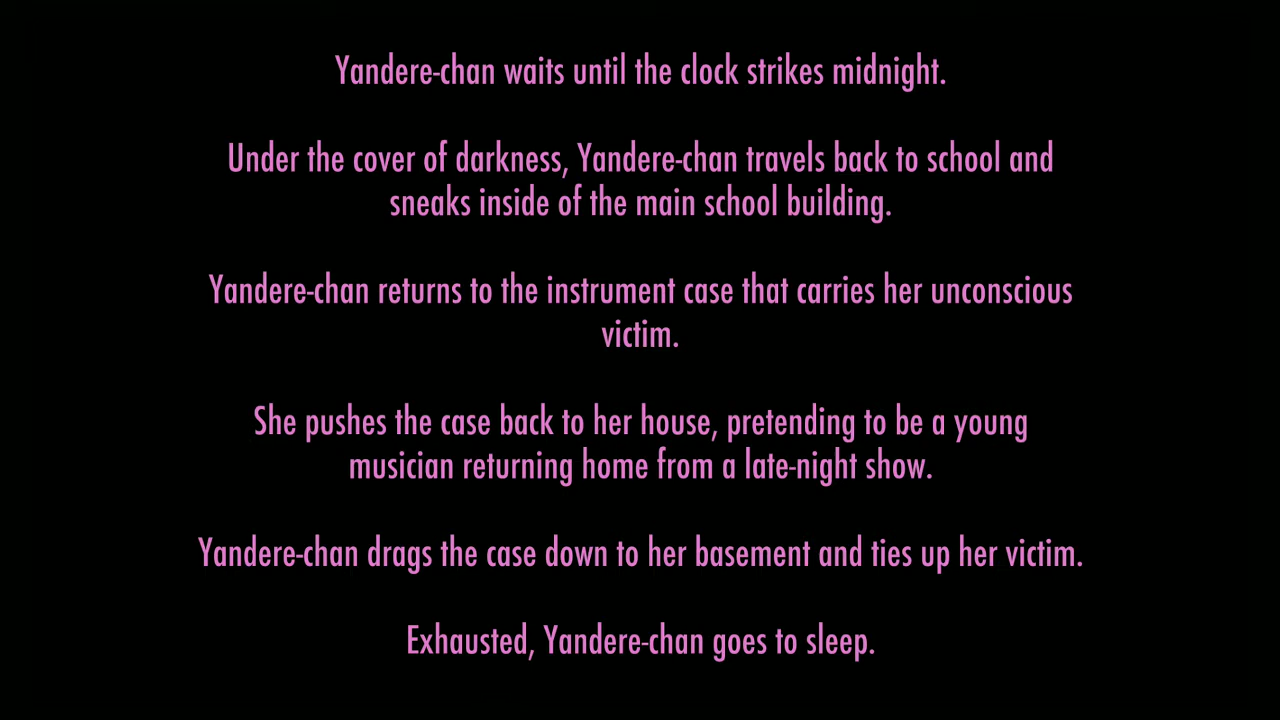 Yandere-chan waits until the clock strikes midnight.
Under the cover of darkness, Yandere-chan travels back to school and
sneaks inside of the main school building.
Yandere-chan returns to the instrument case that carries her unconscious
victim.
She pushes the case back to her house, pretending to be a young
musician returning home from a late-night show.
Yandere-chan drags the case down to her basement and ties up her victim.
Exhausted, Yandere-chan goes to sleep.